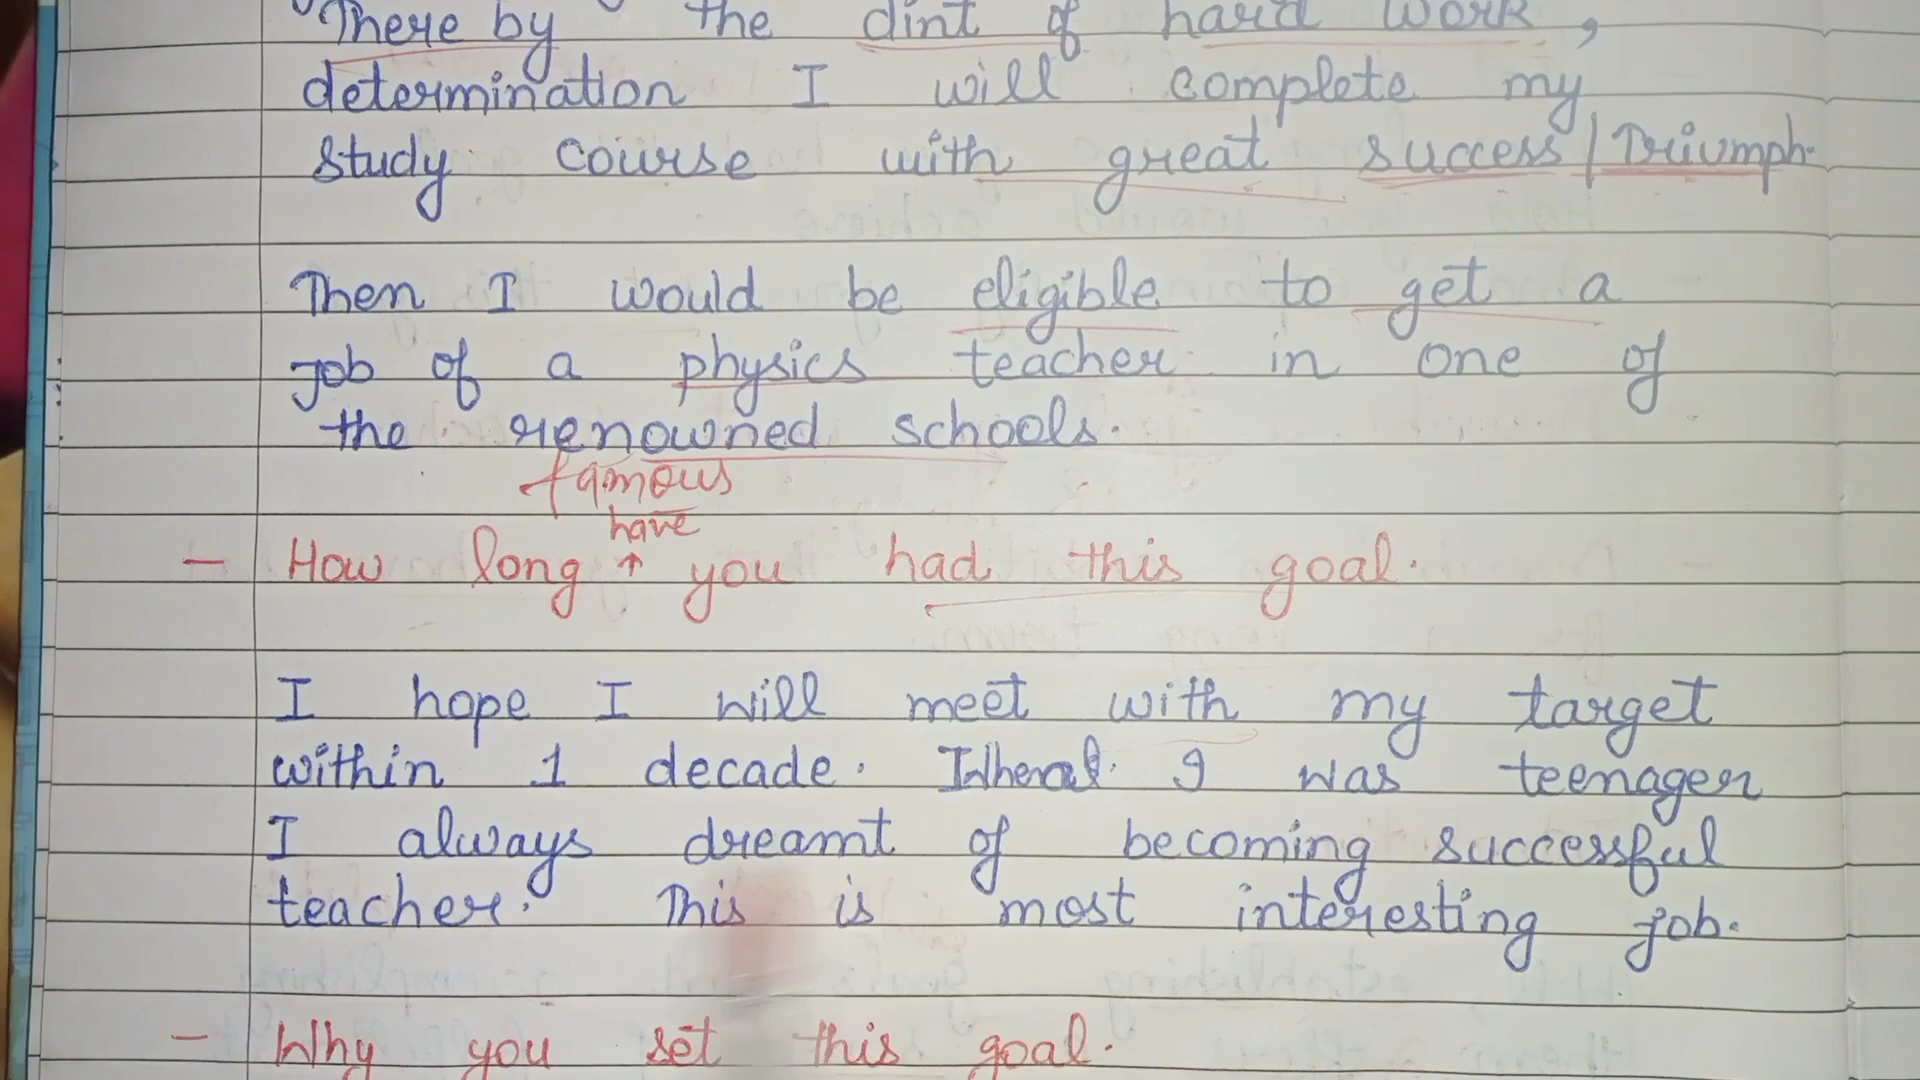 There by the dint of hard work,
determination I will complete my
study course with great success / Triumph.
Then I would be eligible to get a
job of a physics teacher in one of
the renowned schools.
famous
have
- How long ↑ you had this goal.
I hope I will meet with my target
within 1 decade. I was teenager
I always dreamt of becoming successful
teacher. This is most interesting job.
- Why you set this goal.